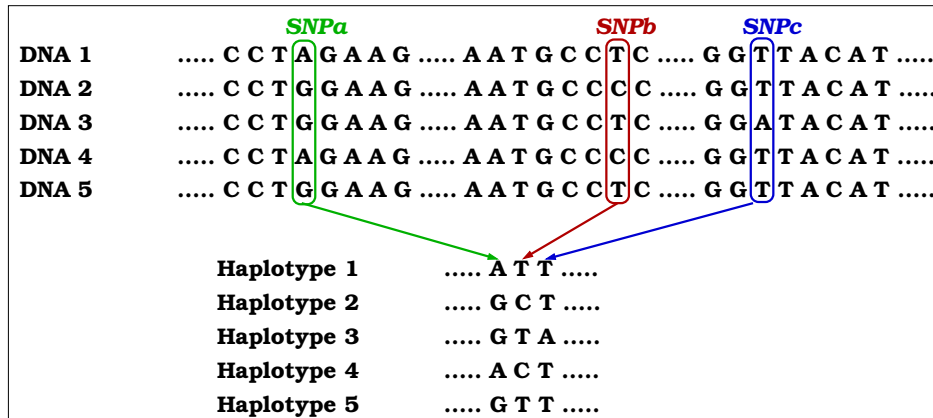 SNPa SNPb SNPc
DNA 1 ..... C C T A G A A G ..... A A T G C C T C ..... G G T T A C A T .....
DNA 2 ..... C C T G G A A G ..... A A T G C C C C ..... G G T T A C A T .....
DNA 3 ..... C C T G G A A G ..... A A T G C C T C ..... G G A T A C A T .....
DNA 4 ..... C C T A G A A G ..... A A T G C C C C ..... G G T T A C A T .....
DNA 5 ..... C C T G G A A G ..... A A T G C C T C ..... G G T T A C A T .....
Haplotype 1 ..... A T T .....
Haplotype 2 ..... G C T .....
Haplotype 3 ..... G T A .....
Haplotype 4 ..... A C T .....
Haplotype 5 ..... G T T .....